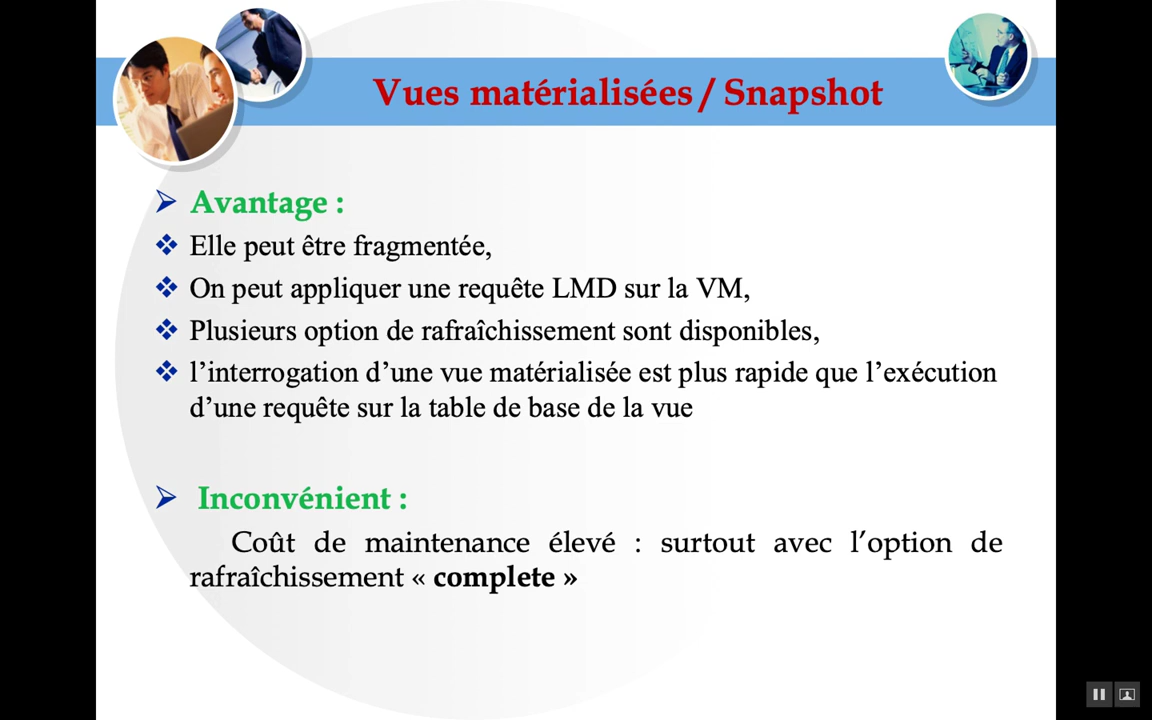 Vues matérialisées / Snapshot
Avantage :
Elle peut être fragmentée,
On peut appliquer une requête LMD sur la VM,
Plusieurs option de rafraîchissement sont disponibles,
l’interrogation d’une vue matérialisée est plus rapide que l’exécution
d’une requête sur la table de base de la vue
Inconvénient :
Coût de maintenance élevé : surtout avec l’option de
rafraîchissement « complete »